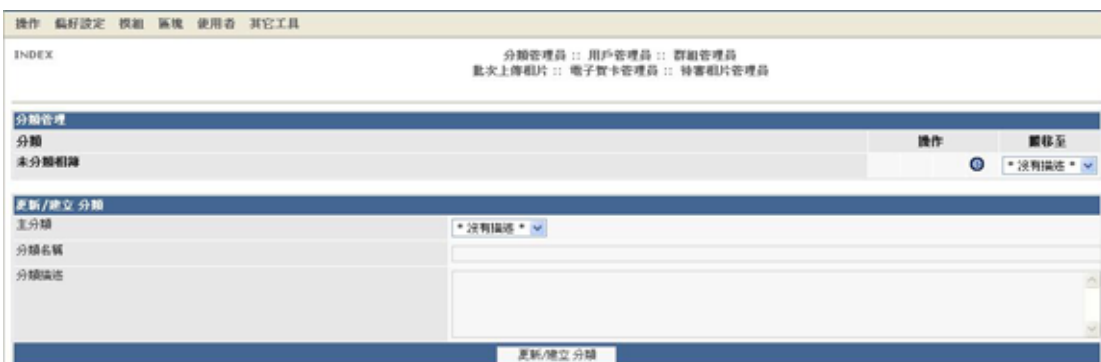 操作 偏好設定 模組 區塊 使用者 其它工具
INDEX
分類管理員 :: 用戶管理員 :: 群組管理員
批次上傳相片 :: 電子賀卡管理員 :: 待審相片管理員
分類管理
分類 操作 搬移至
未分類相簿 * 沒有描述 *
更新/建立 分類
主分類 * 沒有描述 *
分類名稱
分類描述
更新/建立 分類